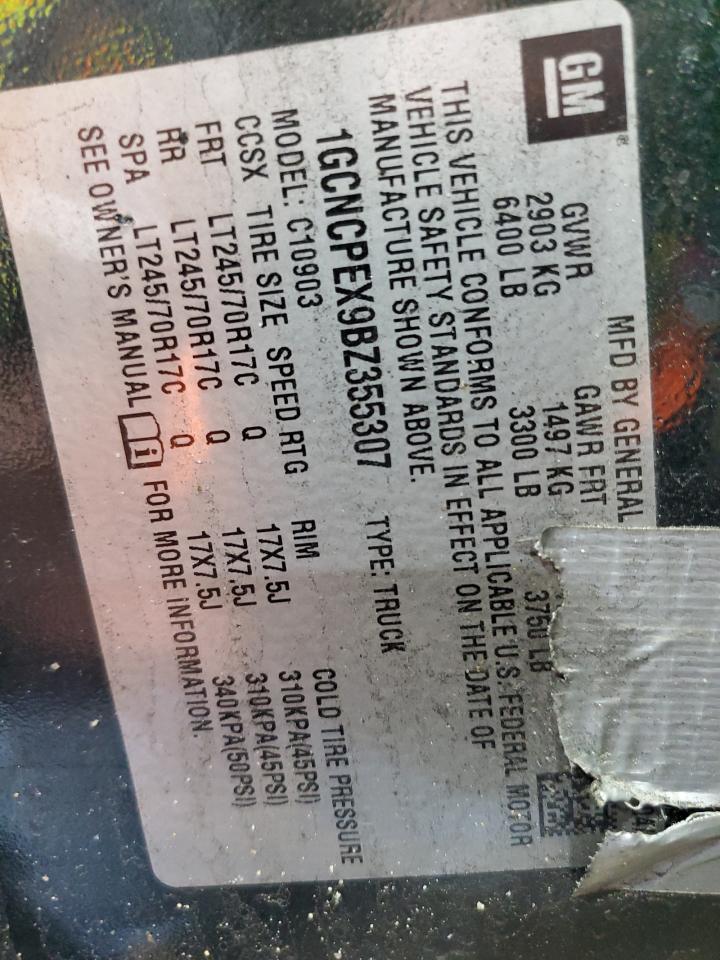 GM®
MFD BY GENERAL
GVWR GAWR FRT
2903 KG 1497 KG
6400 LB 3300 LB 3750 LB
THIS VEHICLE CONFORMS TO ALL APPLICABLE U.S. FEDERAL MOTOR
VEHICLE SAFETY STANDARDS IN EFFECT ON THE DATE OF
MANUFACTURE SHOWN ABOVE.
1GCNCPEX9BZ355307 TYPE: TRUCK
MODEL: C10903
CCSX TIRE SIZE SPEED RTG RIM COLD TIRE PRESSURE
FRT LT245/70R17C Q 17X7.5J 310KPA(45PSI)
RR LT245/70R17C Q 17X7.5J 310KPA(45PSI)
SPA LT245/70R17C Q 17X7.5J 340KPA(50PSI)
SEE OWNER'S MANUAL i FOR MORE INFORMATION